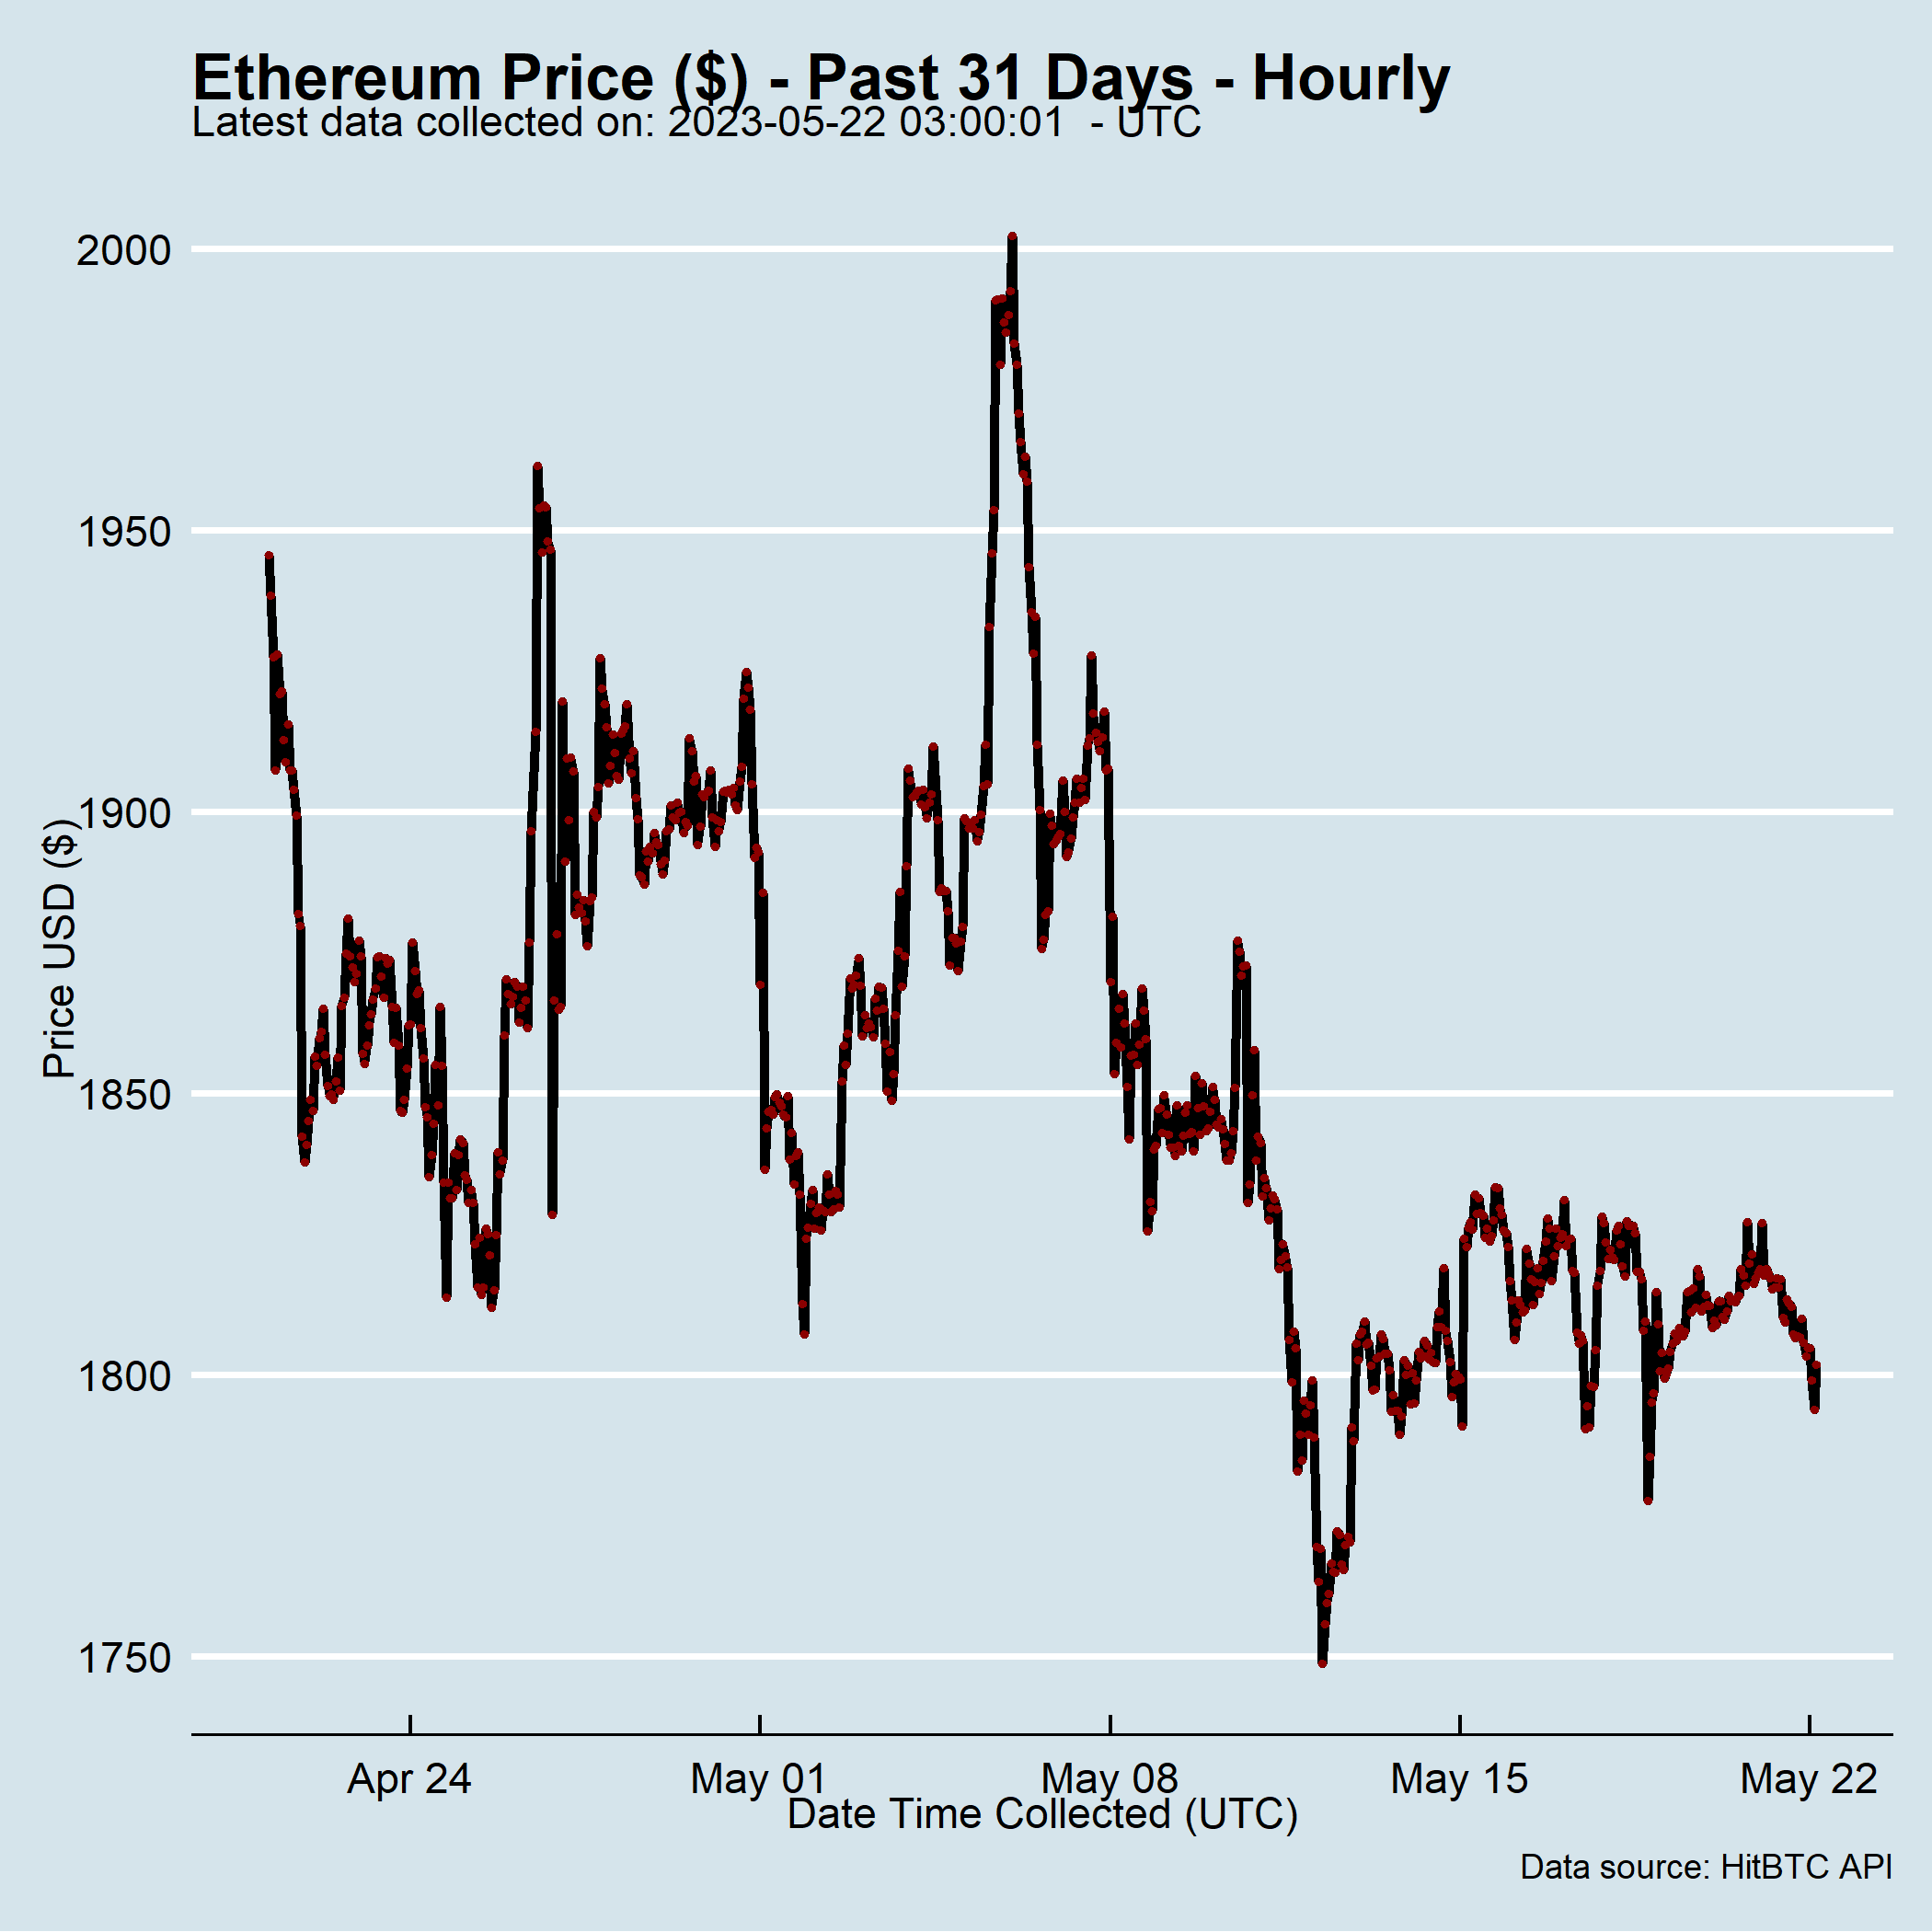 Ethereum Price ($) - Past 31 Days - Hourly
Latest data collected on: 2023-05-22 03:00:01  - UTC
Price USD ($)
2000
1950
1900
1850
1800
1750
Apr 24
May 01
May 08
May 15
May 22
Date Time Collected (UTC)
Data source: HitBTC API